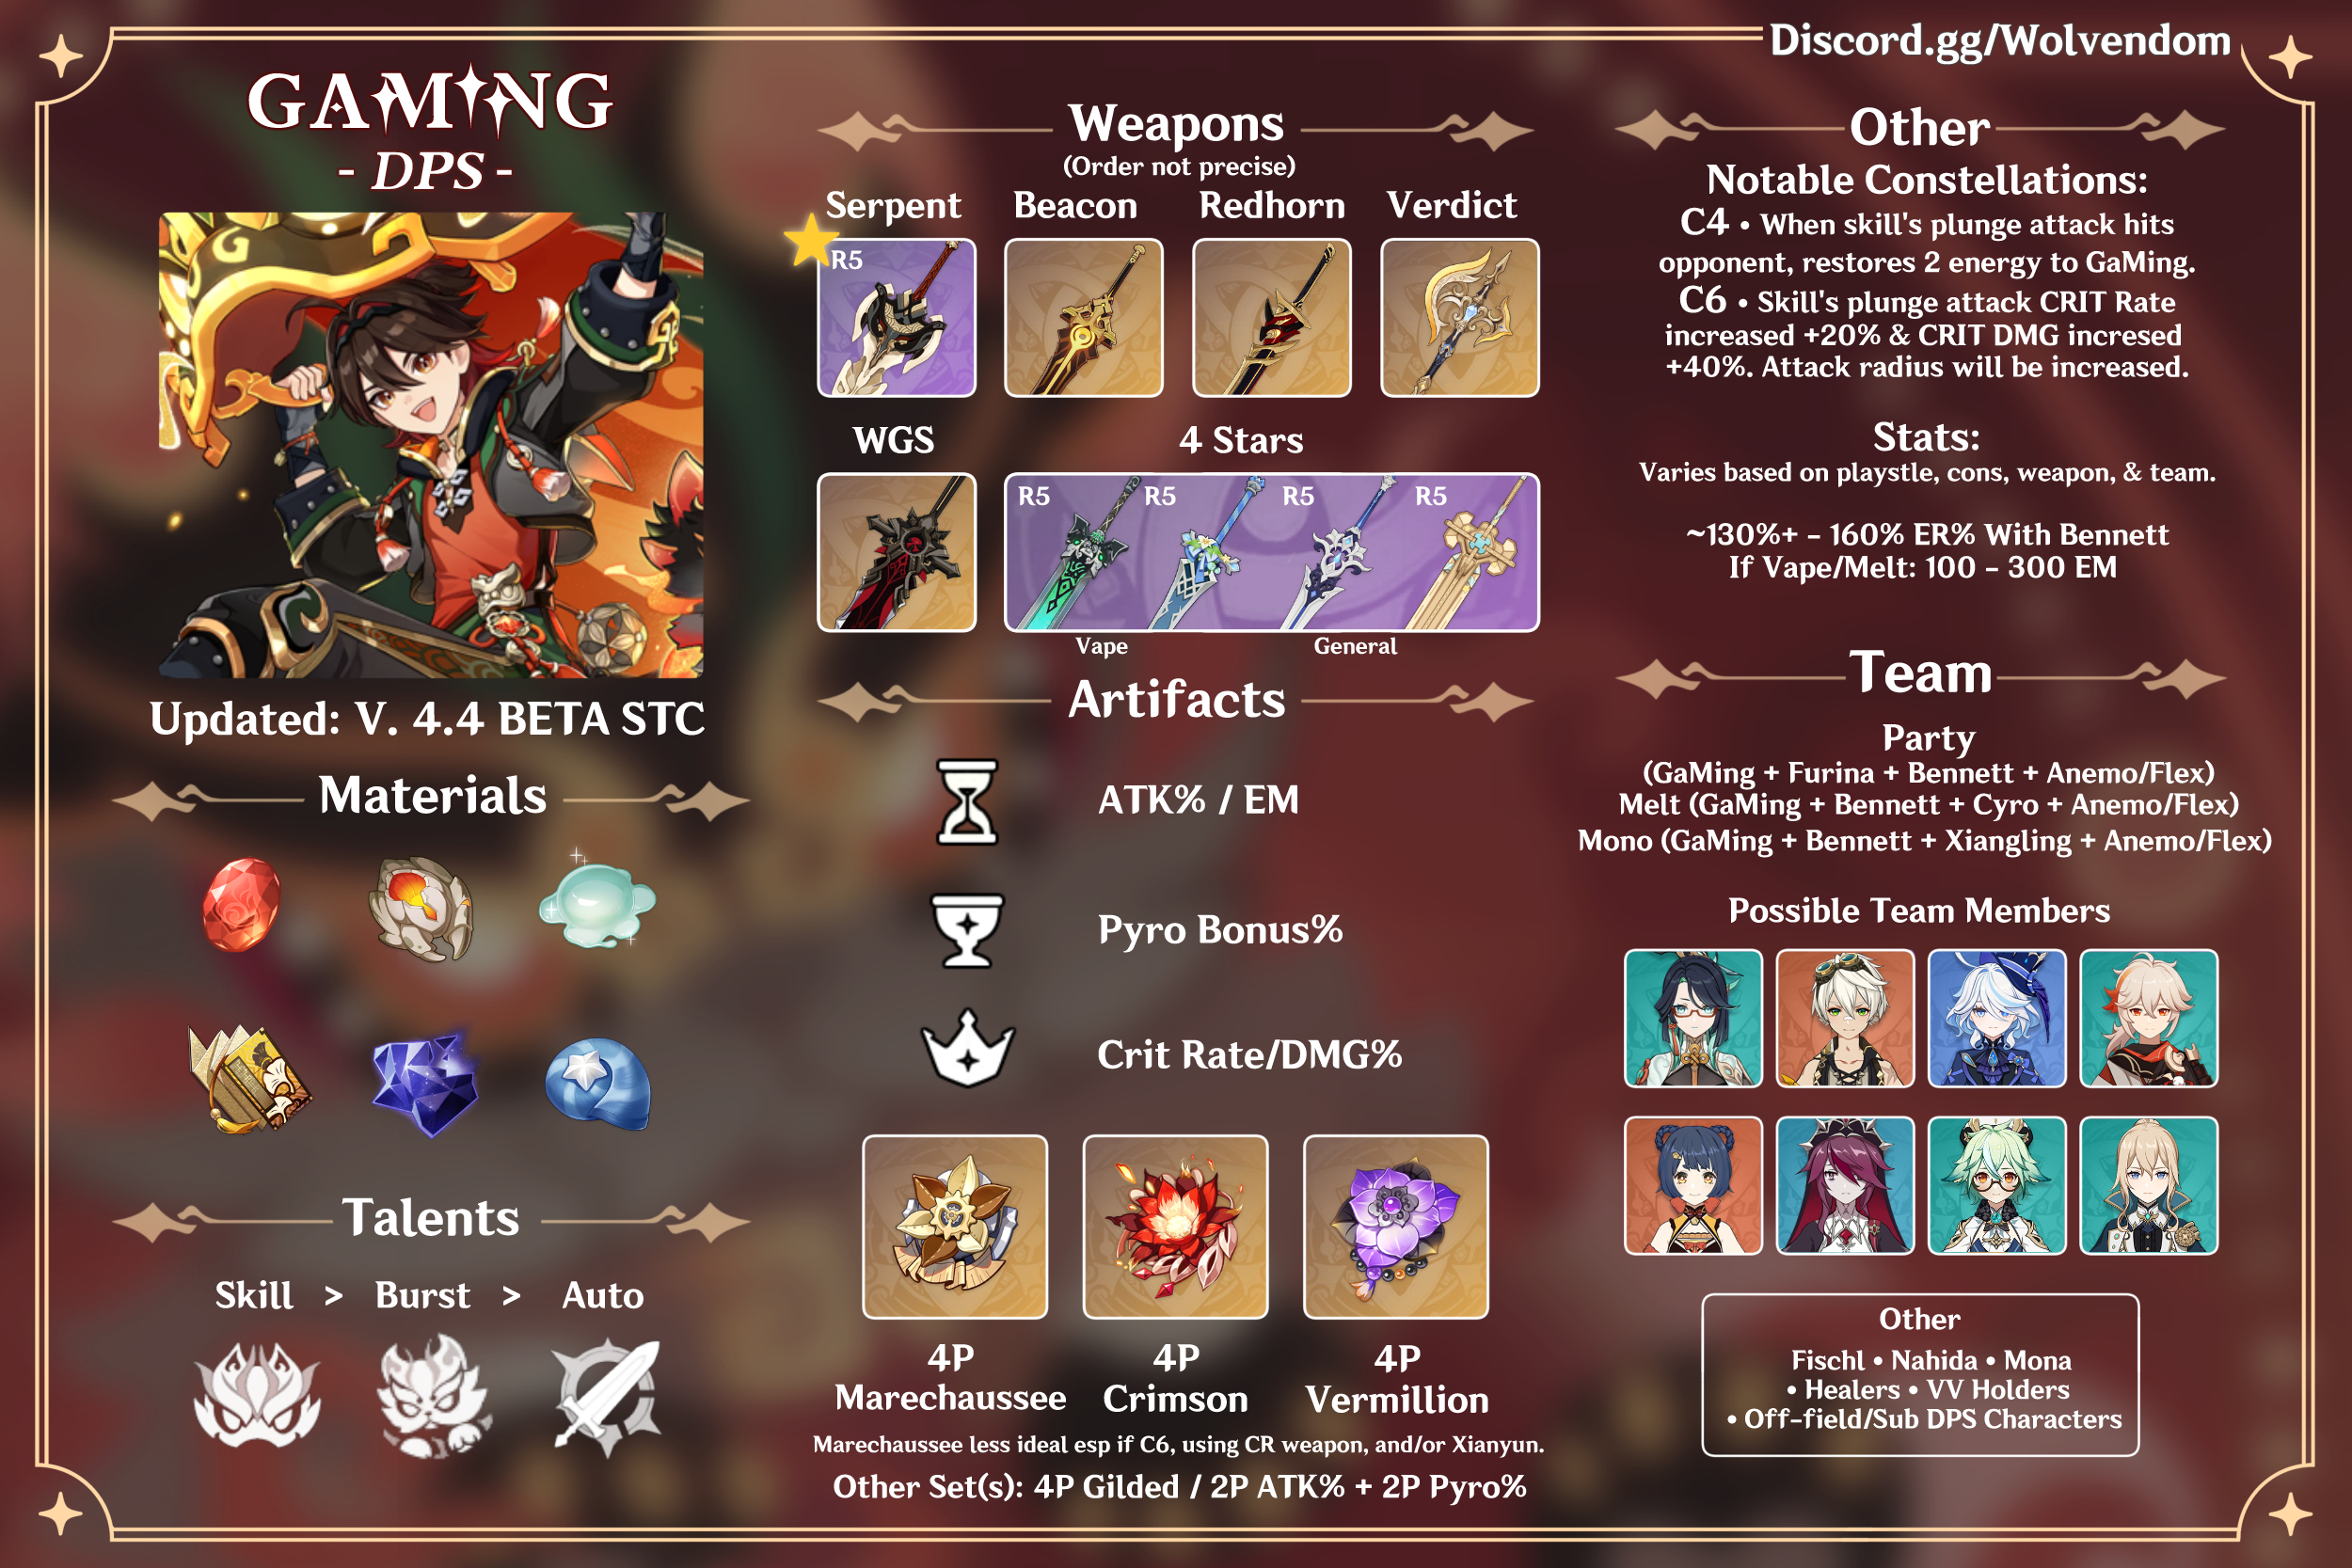 Discord.gg/Wolvendom
GAMING
- DPS -
Updated: V. 4.4 BETA STC
Materials
Talents
Skill > Burst > Auto
Weapons
(Order not precise)
Serpent Beacon Redhorn Verdict
R5
WGS 4 Stars
R5 R5 R5 R5
Vape General
Artifacts
ATK% / EM
Pyro Bonus%
Crit Rate/DMG%
4P 4P 4P
Marechaussee Crimson Vermillion
Marechaussee less ideal esp if C6, using CR weapon, and/or Xianyun.
Other Set(s): 4P Gilded / 2P ATK% + 2P Pyro%
Other
Notable Constellations:
C4 • When skill's plunge attack hits
opponent, restores 2 energy to GaMing.
C6 • Skill's plunge attack CRIT Rate
increased +20% & CRIT DMG incresed
+40%. Attack radius will be increased.
Stats:
Varies based on playstle, cons, weapon, & team.
~130%+ - 160% ER% With Bennett
If Vape/Melt: 100 - 300 EM
Team
Party
(GaMing + Furina + Bennett + Anemo/Flex)
Melt (GaMing + Bennett + Cyro + Anemo/Flex)
Mono (GaMing + Bennett + Xiangling + Anemo/Flex)
Possible Team Members
Other
Fischl • Nahida • Mona
• Healers • VV Holders
• Off-field/Sub DPS Characters